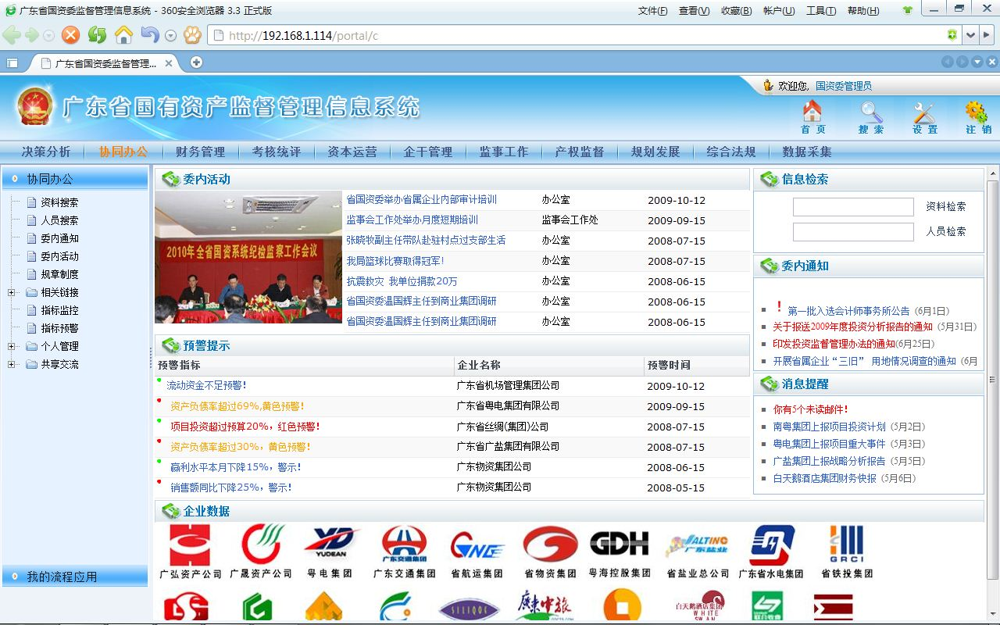 广东省国资委监督管理信息系统 - 360安全浏览器 3.3 正式版
文件(F) 查看(V) 收藏(B) 帐户(U) 工具(T) 帮助(H)
http://192.168.1.114/portal/c
广东省国资委监督管理...
欢迎您, 国资委管理员
广东省国有资产监督管理信息系统
首 页 搜 索 设 置 注 销
决策分析 协同办公 财务管理 考核统评 资本运营 企干管理 监事工作 产权监督 规划发展 综合法规 数据采集
协同办公
资料搜索
人员搜索
委内通知
委内活动
规章制度
相关链接
指标监控
指标预警
个人管理
共享交流
我的流程应用
委内活动
2010年全省国资系统纪检监察工作会议
省国资委举办省属企业内部审计培训 办公室 2009-10-12
监事会工作处举办月度短期培训 监事会工作处 2009-09-15
张晓牧副主任带队赴驻村点过支部生活 办公室 2008-07-15
我局篮球比赛取得冠军! 办公室 2008-06-15
抗震救灾 我单位捐款20万 办公室 2008-06-15
省国资委温国辉主任到商业集团调研 办公室 2008-06-15
省国资委温国辉主任到商业集团调研 办公室 2008-06-15
预警提示
预警指标 企业名称 预警时间
流动资金不足预警! 广东省机场管理集团公司 2009-10-12
资产负债率超过69%,黄色预警! 广东省粤电集团有限公司 2009-09-15
项目投资超过预算20%，红色预警! 广东省丝绸(集团)公司 2008-07-15
资产负债率超过30%，黄色预警! 广东省广盐集团有限公司 2008-07-15
赢利水平本月下降15%，警示! 广东物资集团公司 2008-06-15
销售额同比下降25%，警示! 广东物资集团公司 2008-05-15
信息检索
资料检索
人员检索
委内通知
! 第一批入选会计师事务所公告 (6月1日)
关于报送2009年度投资分析报告的通知 (5月31日)
印发投资监督管理办法的通知(6月25日)
开展省属企业“三旧” 用地情况调查的通知 (6月
消息提醒
你有5个未读邮件!
南粤集团上报项目投资计划 (5月2日)
粤电集团上报项目重大事件 (5月3日)
广盐集团上报战略分析报告 (5月5日)
白天鹅酒店集团财务快报 (5月6日)
企业数据
YUDEAN 广东交通集团 GNE GDH SALTING 广东盐业 GRCI
广弘资产公司 广晟资产公司 粤电集团 广东交通集团 省航运集团 省物资集团 粤海控股集团 省盐业总公司 广东省水电集团 省铁投集团
SILIQUE 广东中旅 GDCTS.COM 白天鹅酒店集团 WHITE SWAN 联合收费